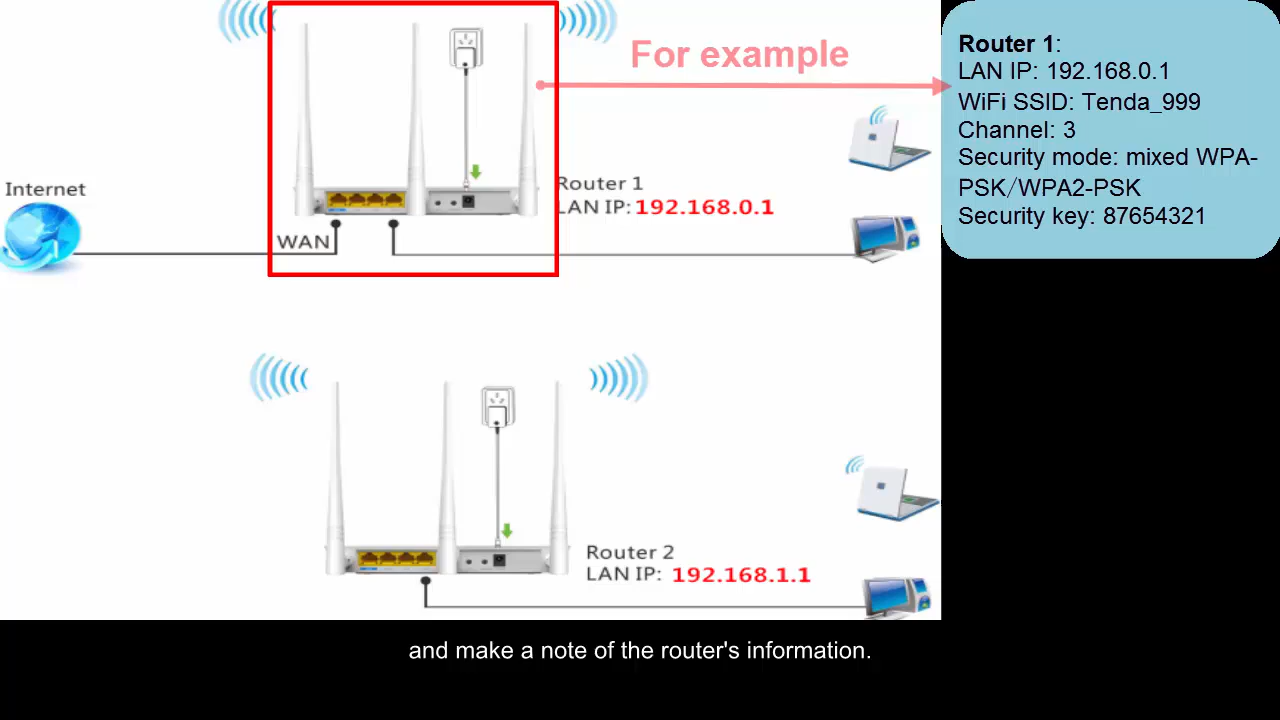 For example
Router 1:
LAN IP: 192.168.0.1
WiFi SSID: Tenda_999
Channel: 3
Security mode: mixed WPA-
PSK/WPA2-PSK
Security key: 87654321
Internet
Router 1
LAN IP: 192.168.0.1
WAN
Router 2
LAN IP: 192.168.1.1
and make a note of the router's information.